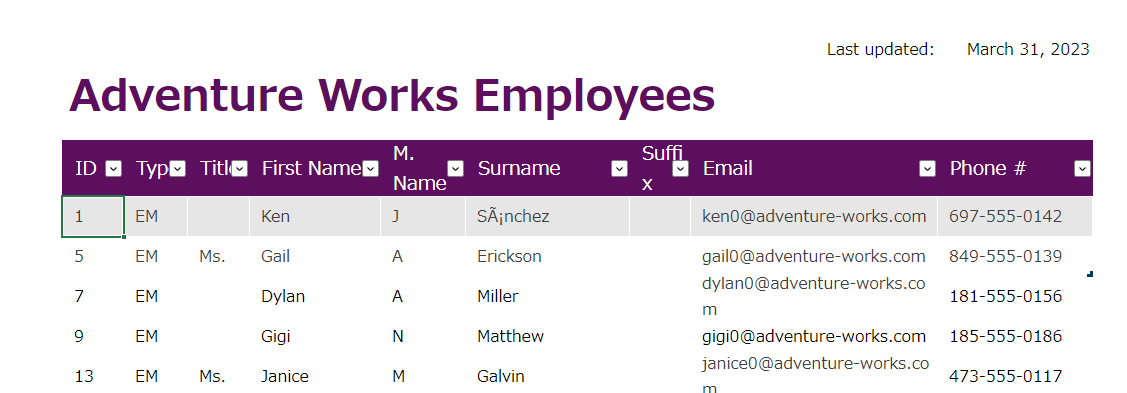 Last updated: March 31, 2023
Adventure Works Employees
ID Typ Title First Name M. Name Surname Suffix Email Phone #
1 EM Ken J SÃ¡nchez ken0@adventure-works.com 697-555-0142
5 EM Ms. Gail A Erickson gail0@adventure-works.com 849-555-0139
7 EM Dylan A Miller dylan0@adventure-works.com 181-555-0156
9 EM Gigi N Matthew gigi0@adventure-works.com 185-555-0186
13 EM Ms. Janice M Galvin janice0@adventure-works.com 473-555-0117